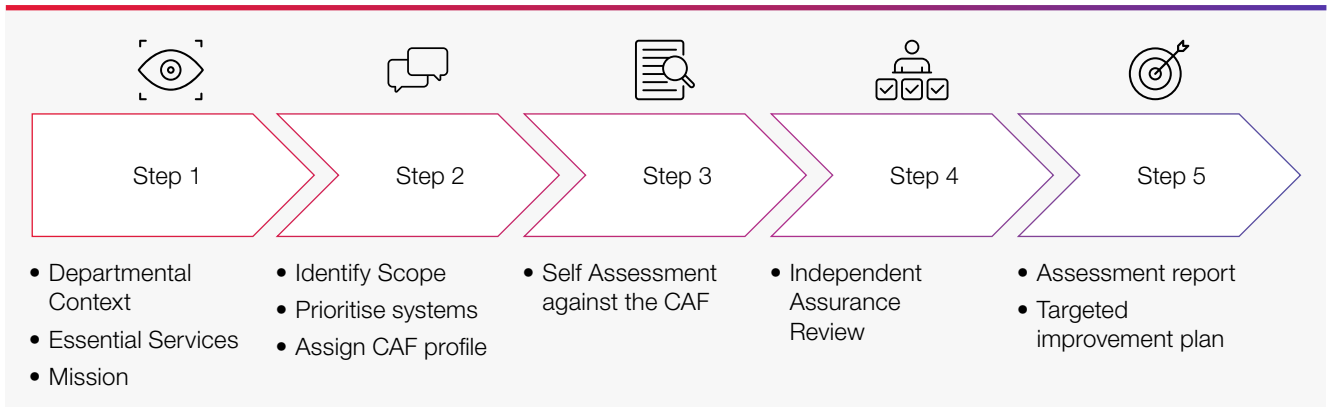 Step 1
Step 2
Step 3
Step 4
Step 5
• Departmental
Context
• Essential Services
• Mission
• Identify Scope
• Prioritise systems
• Assign CAF profile
• Self Assessment
against the CAF
• Independent
Assurance
Review
• Assessment report
• Targeted
improvement plan